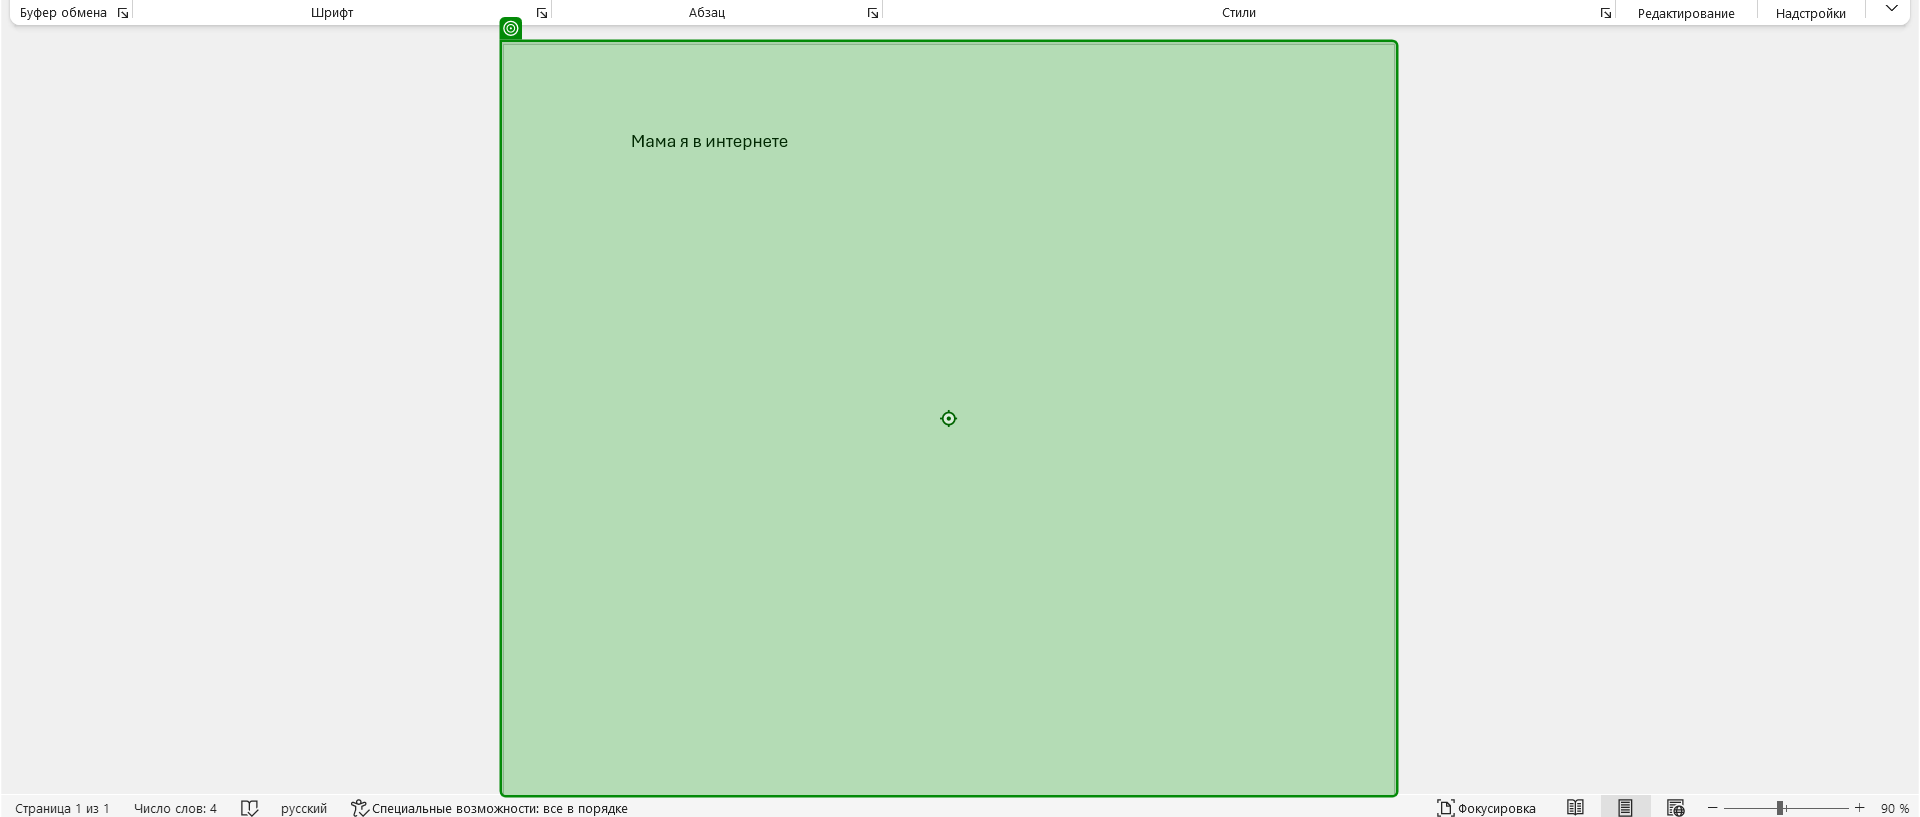 Буфер обмена
Шрифт
Абзац
Стили
Редактирование
Надстройки
Мама я в интернете
Страница 1 из 1
Число слов: 4
русский
Специальные возможности: все в порядке
Фокусировка
90 %